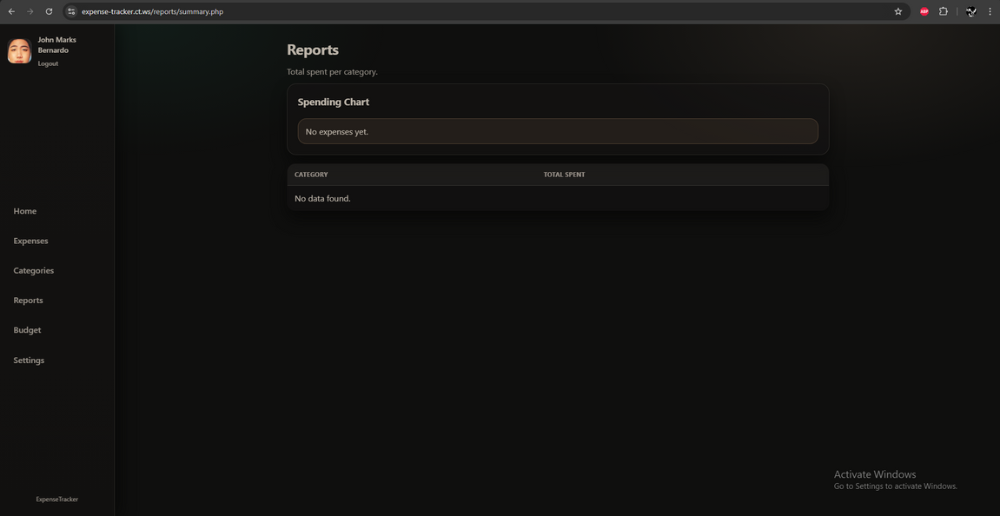 expense-tracker.ct.ws/reports/summary.php
ABP
John Marks
Bernardo
Logout
Home
Expenses
Categories
Reports
Budget
Settings
ExpenseTracker
Reports
Total spent per category.
Spending Chart
No expenses yet.
CATEGORY TOTAL SPENT
No data found.
Activate Windows
Go to Settings to activate Windows.